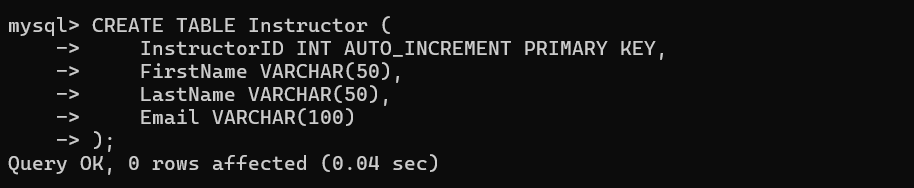 mysql> CREATE TABLE Instructor (
    ->     InstructorID INT AUTO_INCREMENT PRIMARY KEY,
    ->     FirstName VARCHAR(50),
    ->     LastName VARCHAR(50),
    ->     Email VARCHAR(100)
    -> );
Query OK, 0 rows affected (0.04 sec)